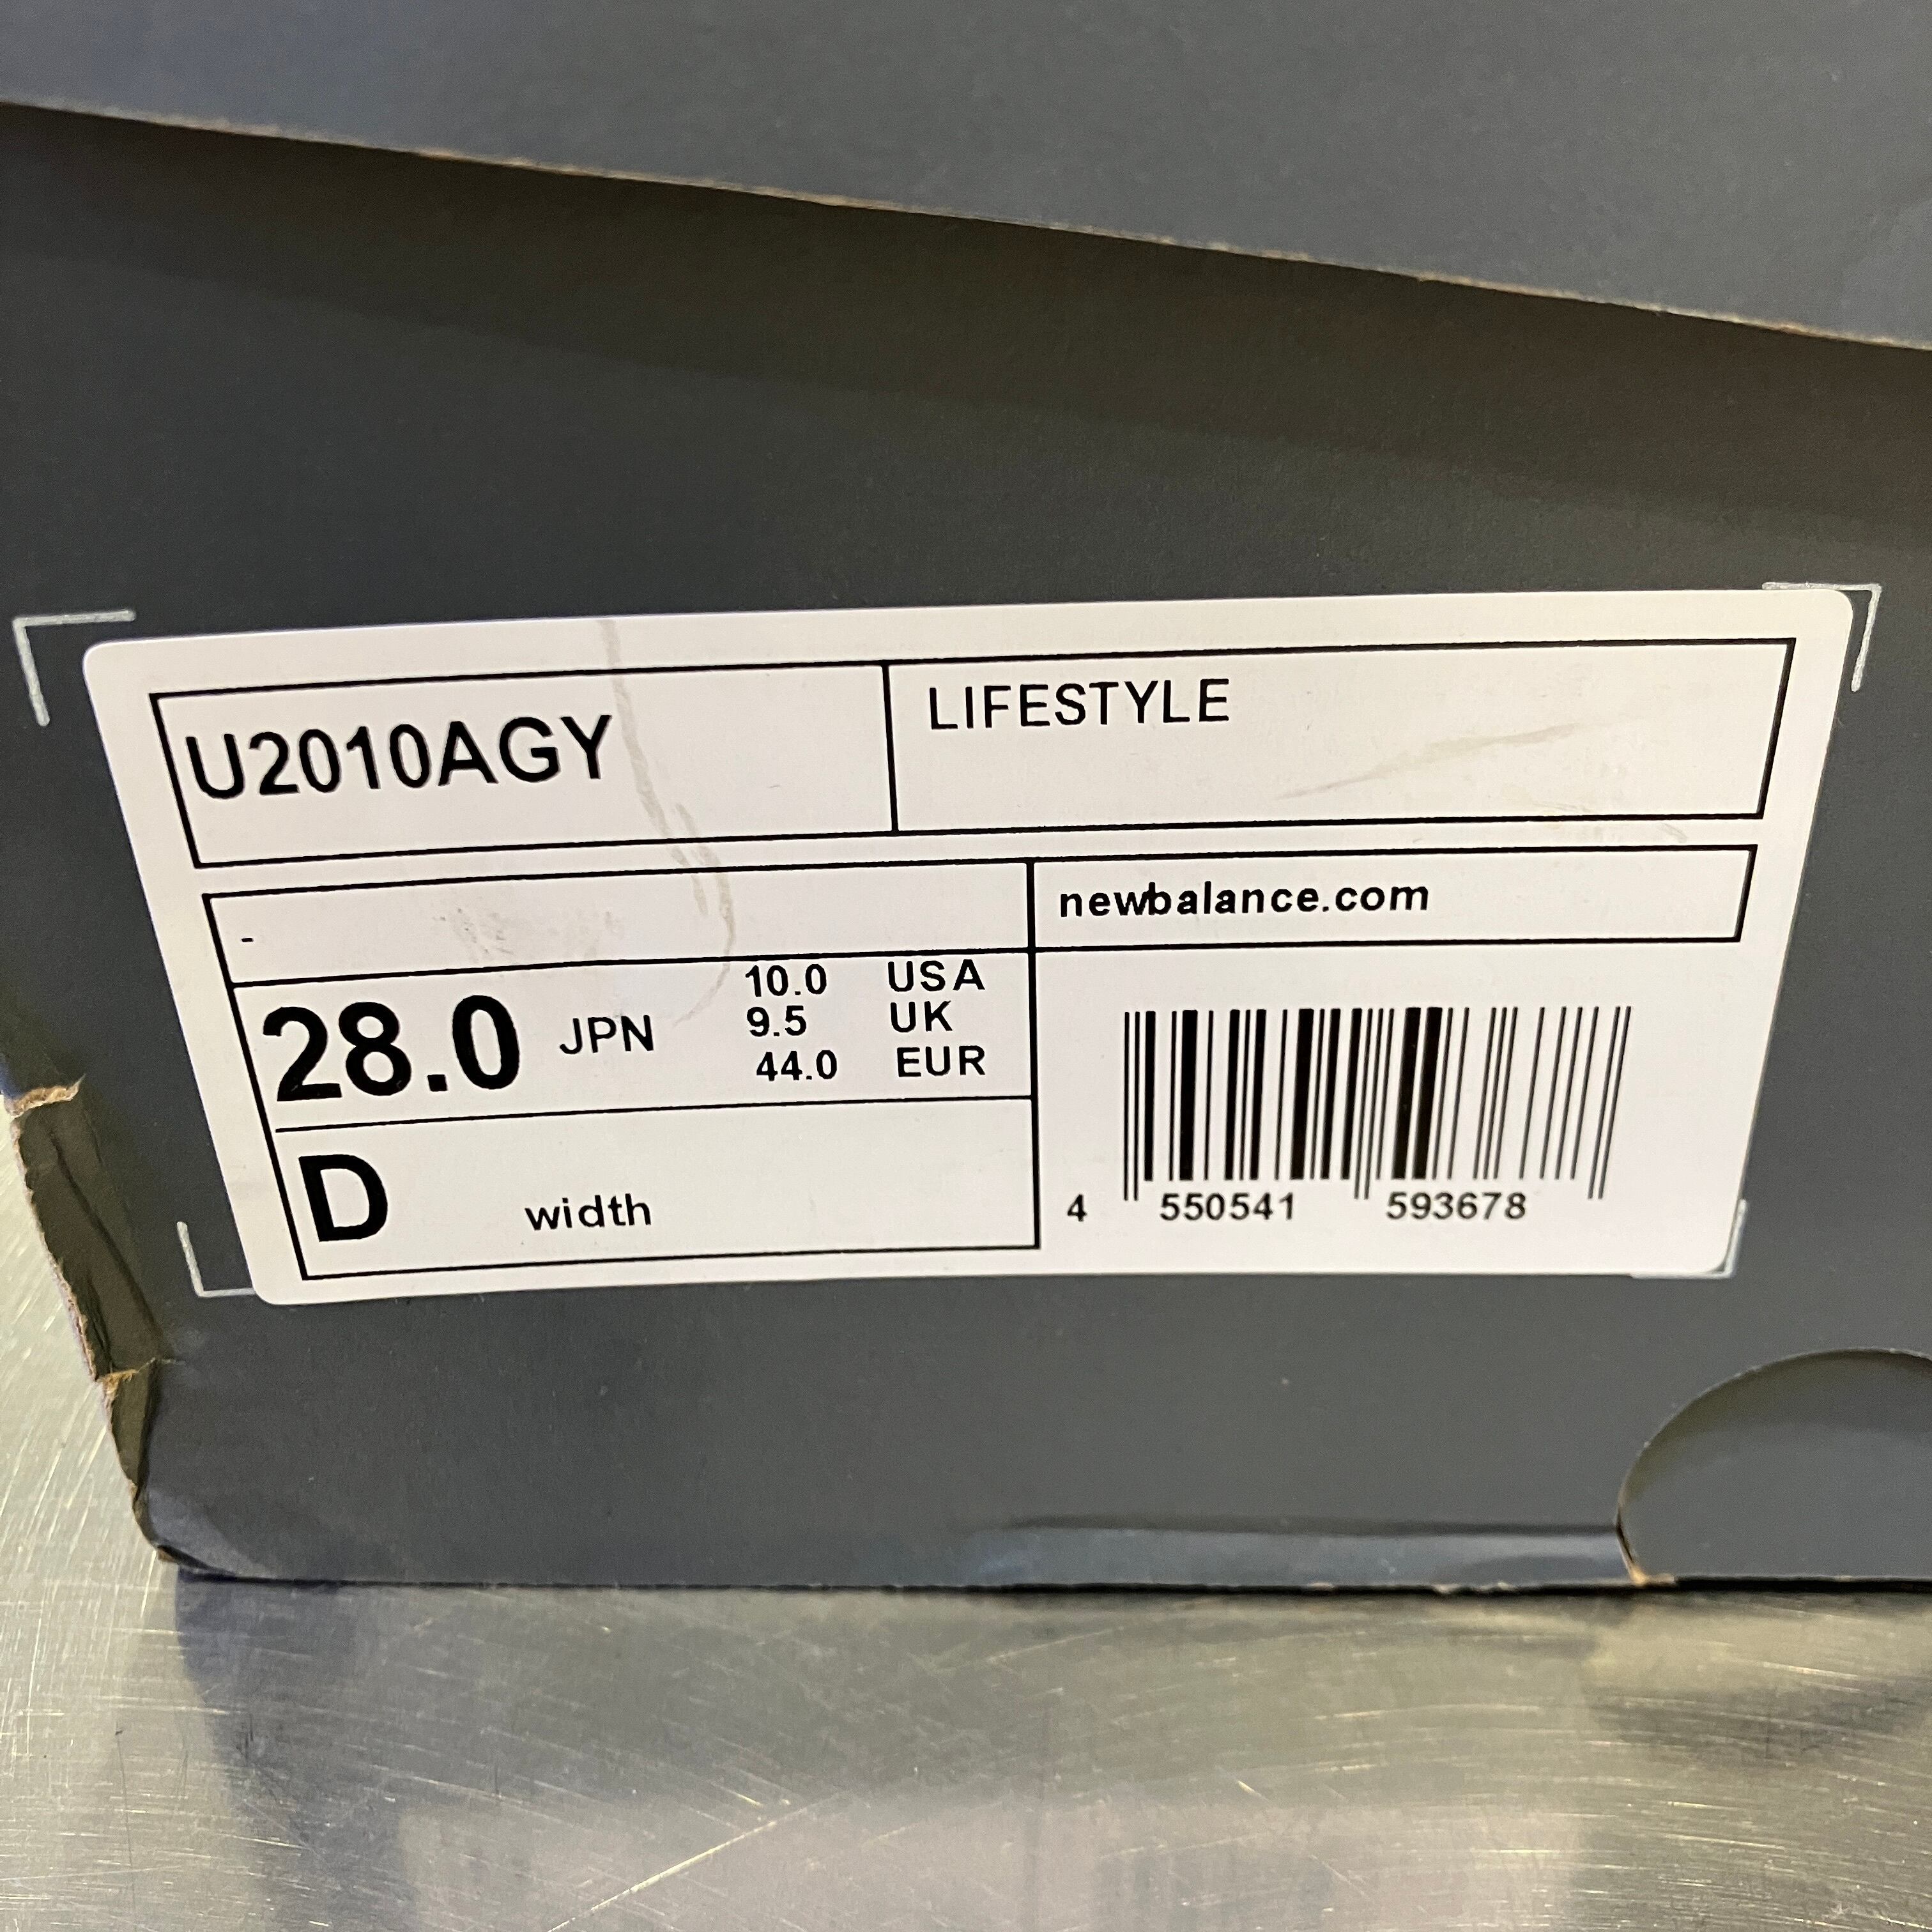 U2010AGY
LIFESTYLE
-
newbalance.com
28.0 JPN
10.0 USA
9.5 UK
44.0 EUR
D width
4 550541 593678